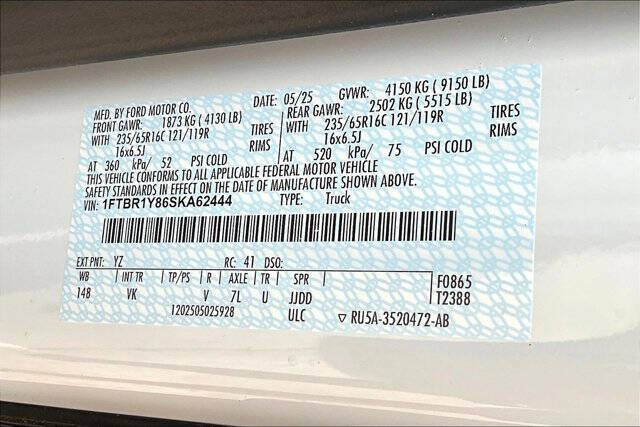 MFD. BY FORD MOTOR CO. DATE: 05/25 GVWR: 4150 KG ( 9150 LB)
FRONT GAWR: 1873 KG ( 4130 LB) REAR GAWR: 2502 KG ( 5515 LB)
WITH 235/65R16C 121/119R TIRES WITH 235/65R16C 121/119R TIRES
16x6.5J RIMS 16x6.5J RIMS
AT 360 kPa/ 52 PSI COLD AT 520 kPa/ 75 PSI COLD
THIS VEHICLE CONFORMS TO ALL APPLICABLE FEDERAL MOTOR VEHICLE
SAFETY STANDARDS IN EFFECT ON THE DATE OF MANUFACTURE SHOWN ABOVE.
VIN: 1FTBR1Y86SKA62444 TYPE: Truck
EXT PNT: YZ RC: 41 DSO:
WB INT TR TP/PS R AXLE TR SPR F0865
148 VK V 7L U JJDD T2388
1202505025928 ULC ▽ RU5A-3520472-AB